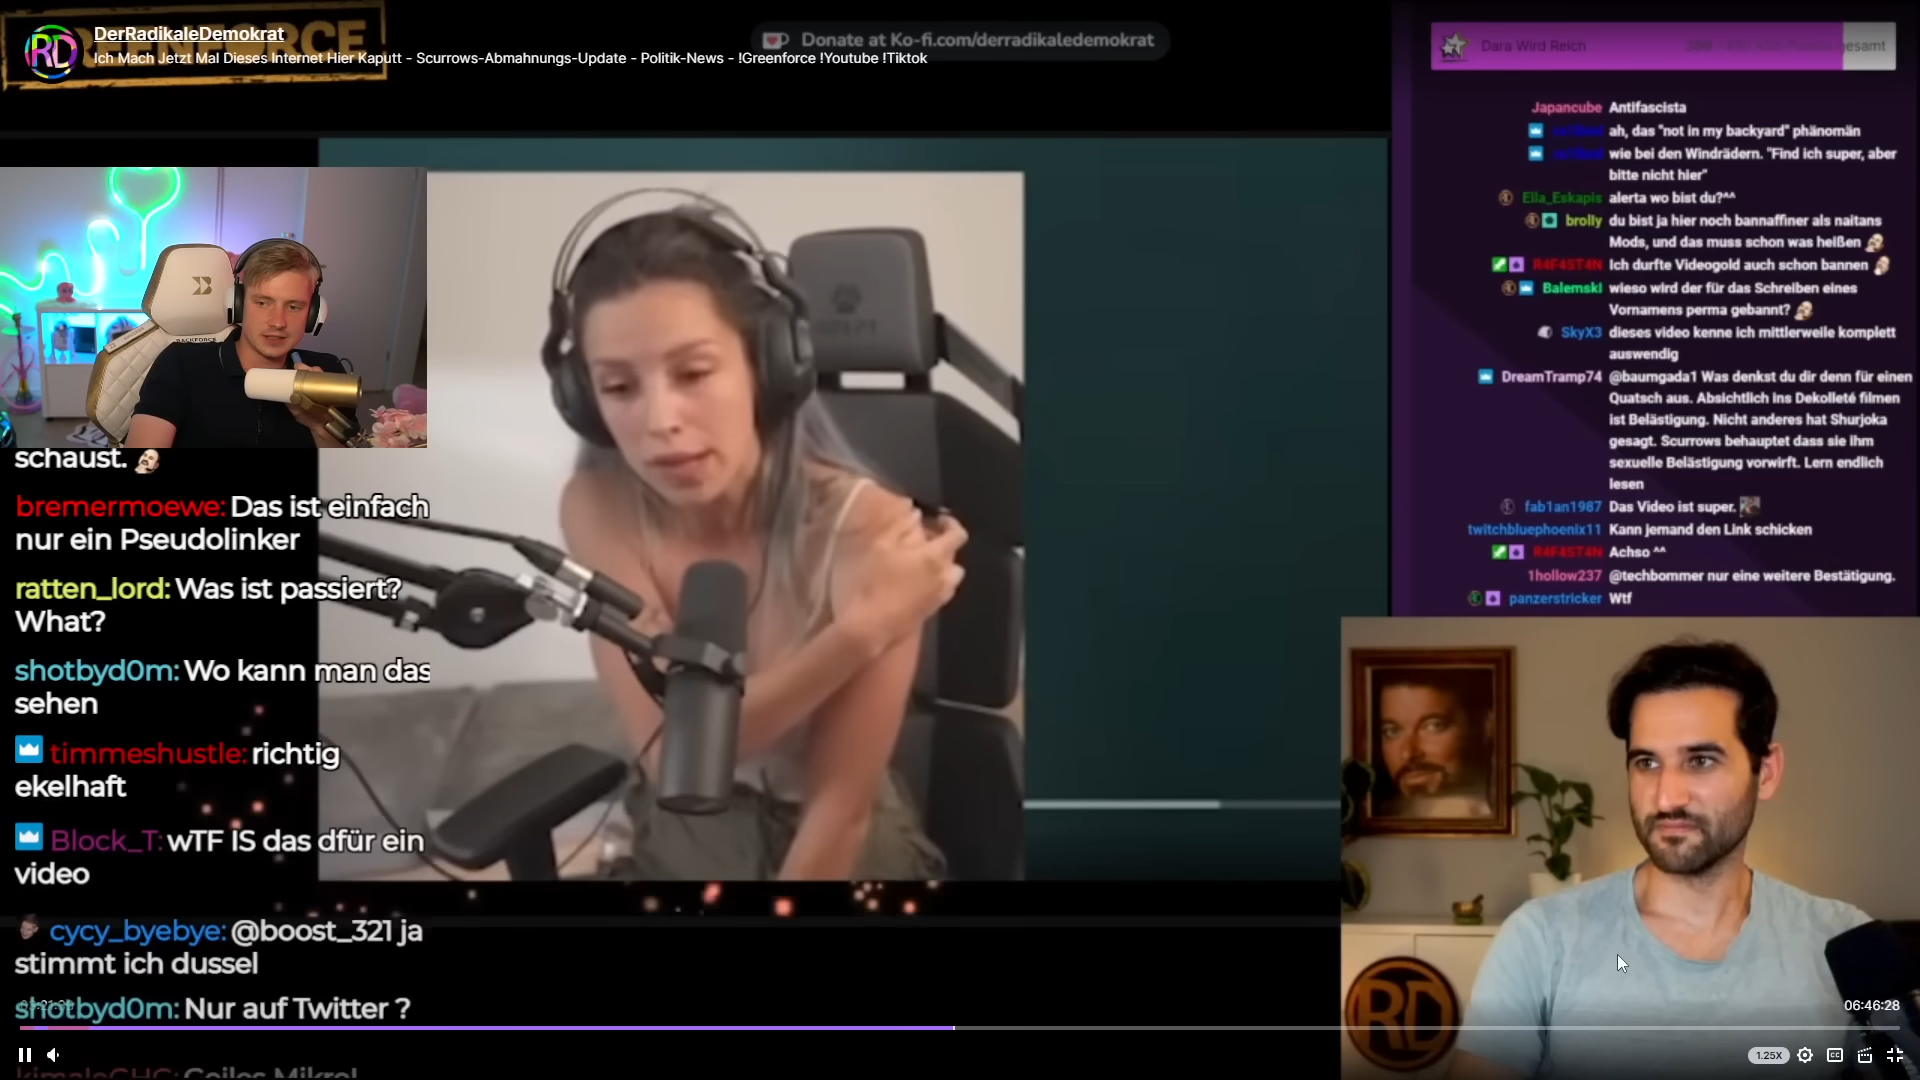 DerRadikaleDemokrat
Ich Mach Jetzt Mal Dieses Internet Hier Kaputt - Scurrows-Abmahnungs-Update - Politik-News - !Greenforce !Youtube !Tiktok
Donate at Ko-fi.com/derradikaledemokrat
Dara Wird Reich
Japancube Antifascista
ah, das "not in my backyard" phänomän
wie bei den Windrädern. "Find ich super, aber
bitte nicht hier"
Ella_Eskapis alerta wo bist du?^^
brolly du bist ja hier noch bannaffiner als naitans
Mods, und das muss schon was heißen
R4F4ST4N Ich durfte Videogold auch schon bannen
Balemski wieso wird der für das Schreiben eines
Vornamens perma gebannt?
SkyX3 dieses video kenne ich mittlerweile komplett
auswendig
DreamTramp74 @baumgada1 Was denkst du dir denn für einen
Quatsch aus. Absichtlich ins Dekolleté filmen
ist Belästigung. Nicht anderes hat Shurjoka
gesagt. Scurrows behauptet dass sie ihm
sexuelle Belästigung vorwirft. Lern endlich
lesen
fab1an1987 Das Video ist super.
twitchbluephoenix11 Kann jemand den Link schicken
R4F4ST4N Achso ^^
1hollow237 @techbommer nur eine weitere Bestätigung.
panzerstricker Wtf
schaust.
bremermoewe: Das ist einfach
nur ein Pseudolinker
ratten_lord: Was ist passiert?
What?
shotbyd0m: Wo kann man das
sehen
timmeshustle: richtig
ekelhaft
Block_T: wTF IS das dfür ein
video
cycy_byebye: @boost_321 ja
stimmt ich dussel
shotbyd0m: Nur auf Twitter ?
RD
06:46:28
1.25X